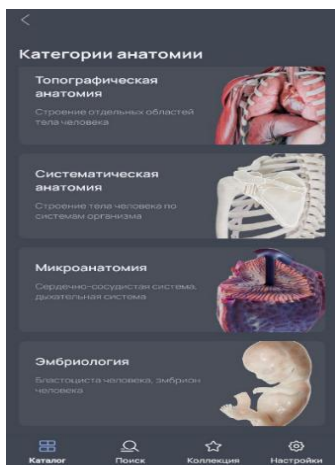 Категории анатомии
Топографическая
анатомия
Строение отдельных областей
тела человека
Систематическая
анатомия
Строение тела человека по
системам организма
Микроанатомия
Сердечно-сосудистая система,
дыхательная система
Эмбриология
Бластоциста человека, эмбрион
человека
Каталог
Поиск
Коллекция
Настройки